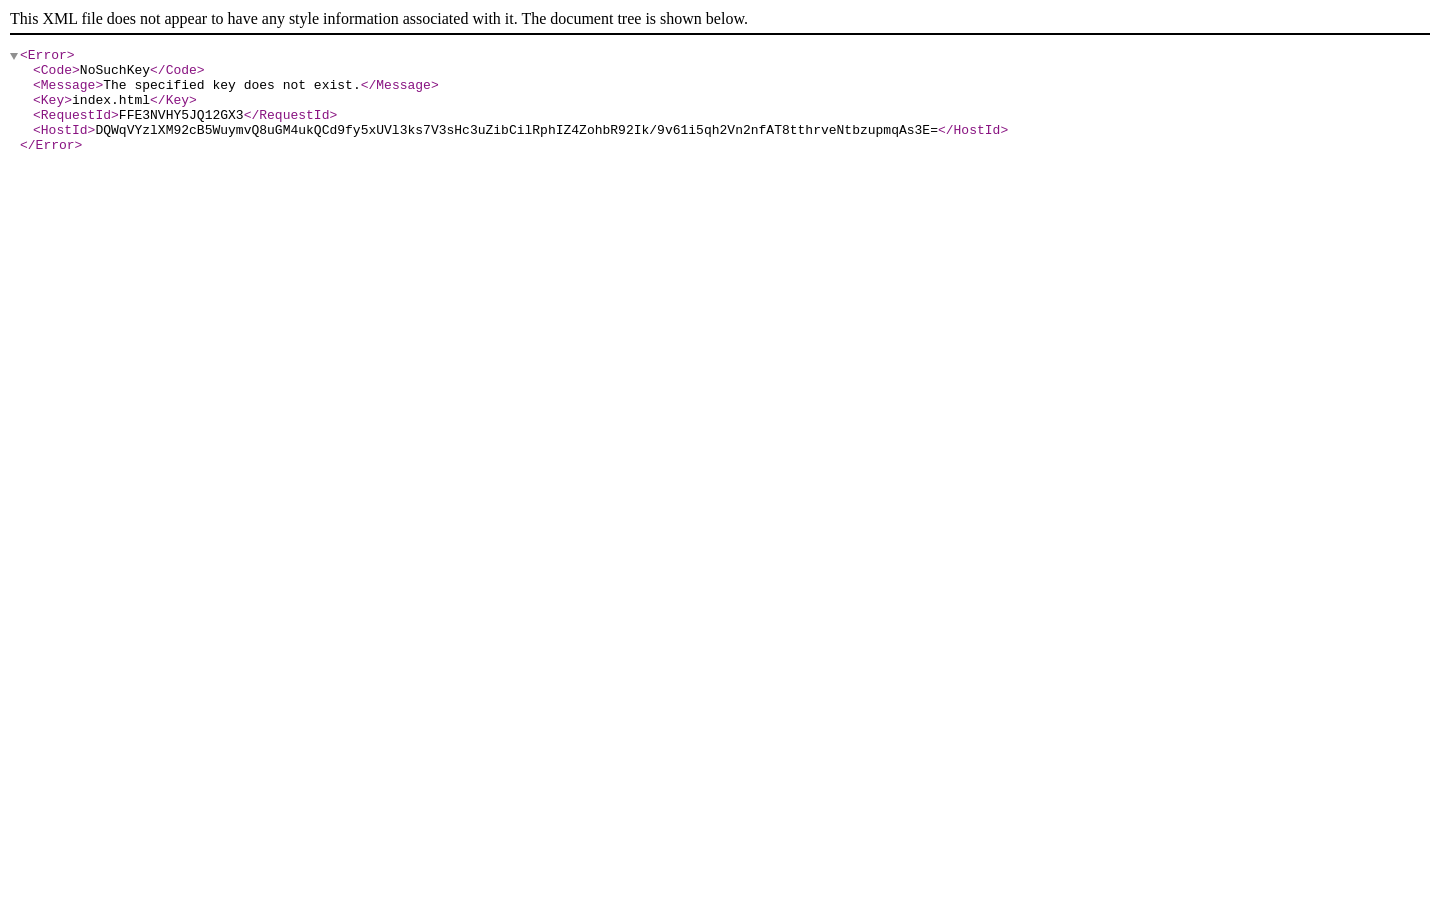 This XML file does not appear to have any style information associated with it. The document tree is shown below.
<Error>
<Code>NoSuchKey</Code>
<Message>The specified key does not exist.</Message>
<Key>index.html</Key>
<RequestId>FFE3NVHY5JQ12GX3</RequestId>
<HostId>DQWqVYzlXM92cB5WuymvQ8uGM4ukQCd9fy5xUVl3ks7V3sHc3uZibCilRphIZ4ZohbR92Ik/9v61i5qh2Vn2nfAT8tthrveNtbzupmqAs3E=</HostId>
</Error>